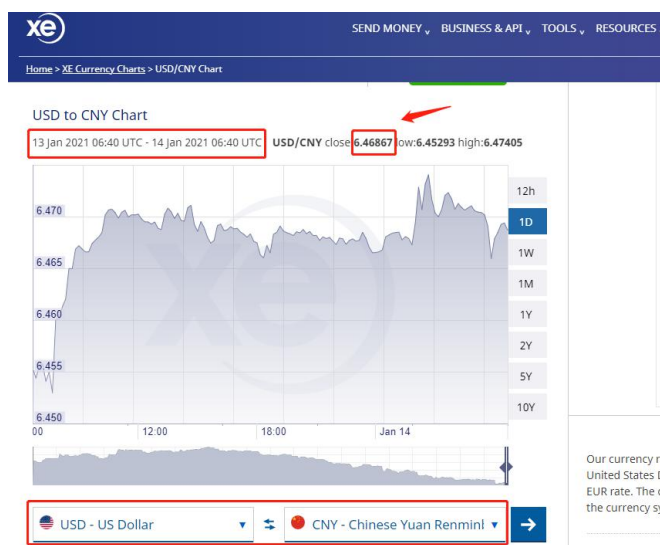 xe
SEND MONEY BUSINESS & API TOOLS RESOURCES
Home > XE Currency Charts > USD/CNY Chart
USD to CNY Chart
13 Jan 2021 06:40 UTC - 14 Jan 2021 06:40 UTC USD/CNY close:6.46867 low:6.45293 high:6.47405
12h
6.470
1D
1W
6.465
1M
6.460
1Y
2Y
6.455
5Y
10Y
6.450
00 12:00 18:00 Jan 14
xe
Our currency r
United States D
EUR rate. The c
the currency sy
USD - US Dollar CNY - Chinese Yuan Renminl